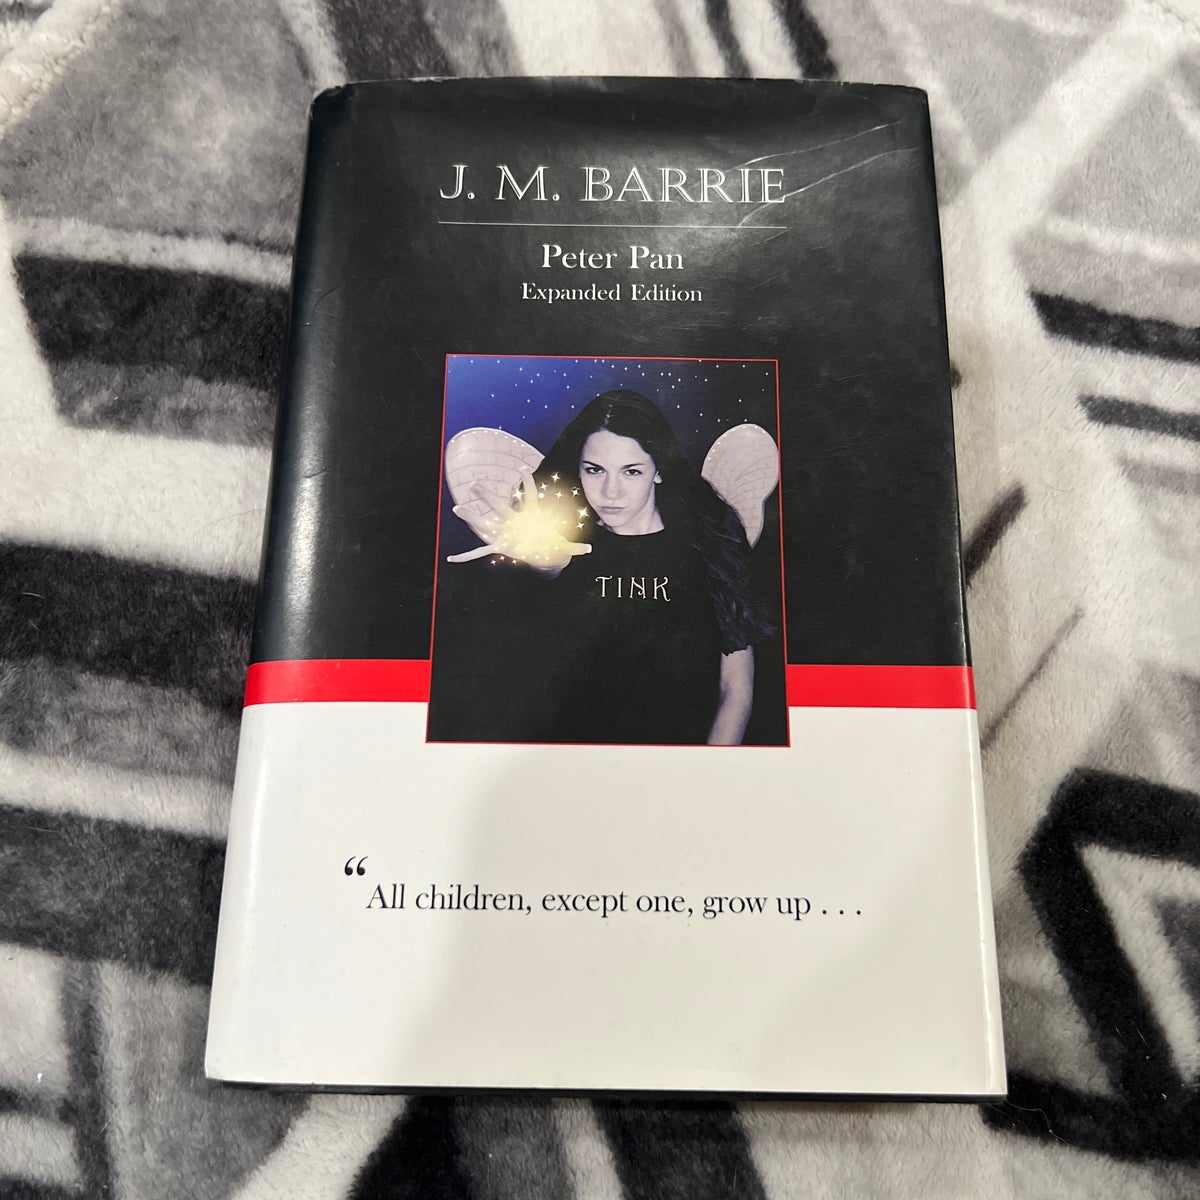 J. M. BARRIE
Peter Pan
Expanded Edition
TINK
“All children, except one, grow up . . .